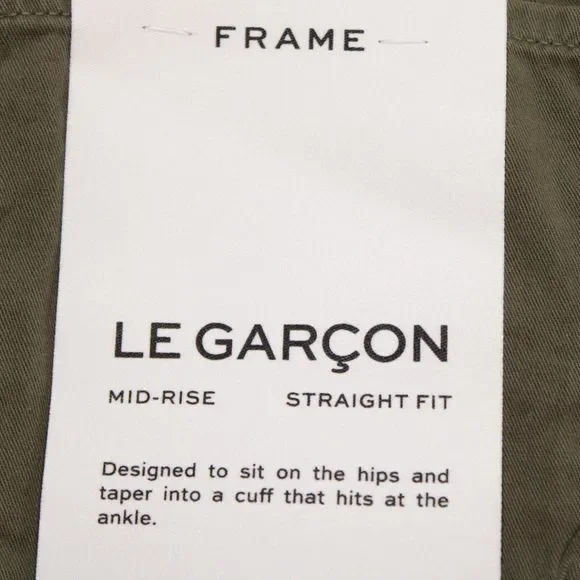 FRAME
LE GARÇON
MID-RISE STRAIGHT FIT
Designed to sit on the hips and
taper into a cuff that hits at the
ankle.